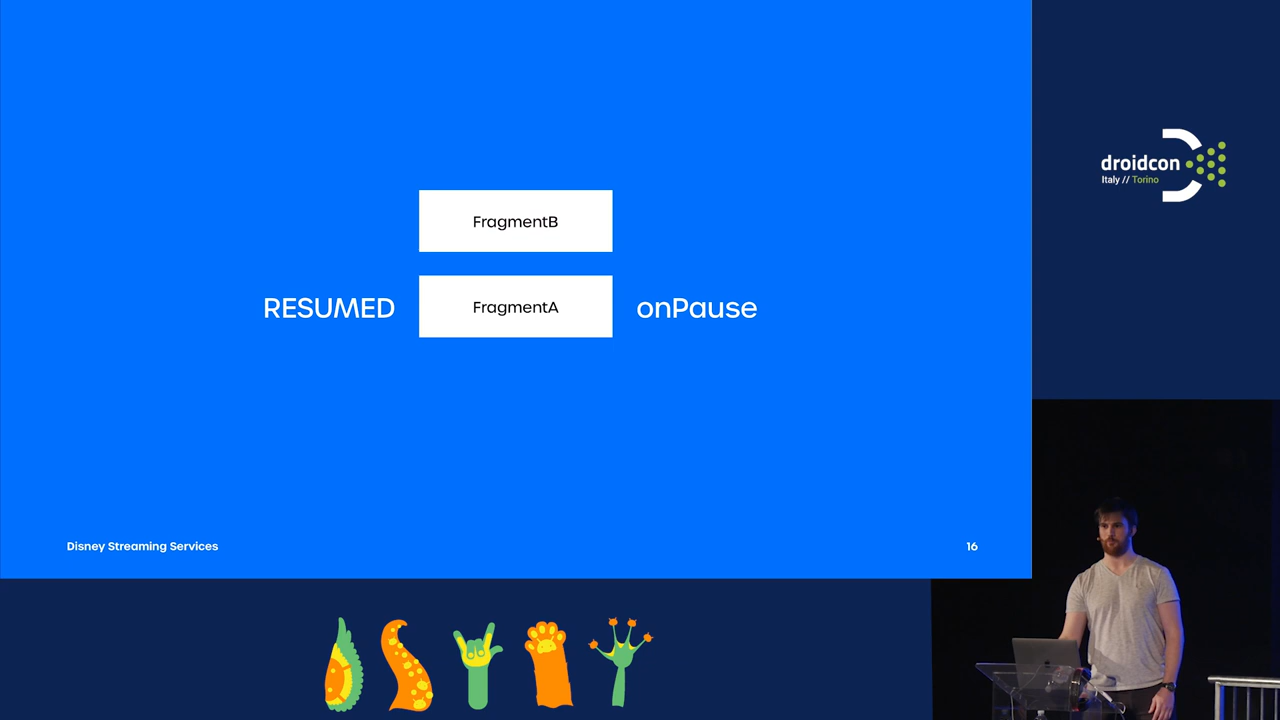 FragmentB
RESUMED
FragmentA
onPause
Disney Streaming Services
16
droidcon
Italy // Torino